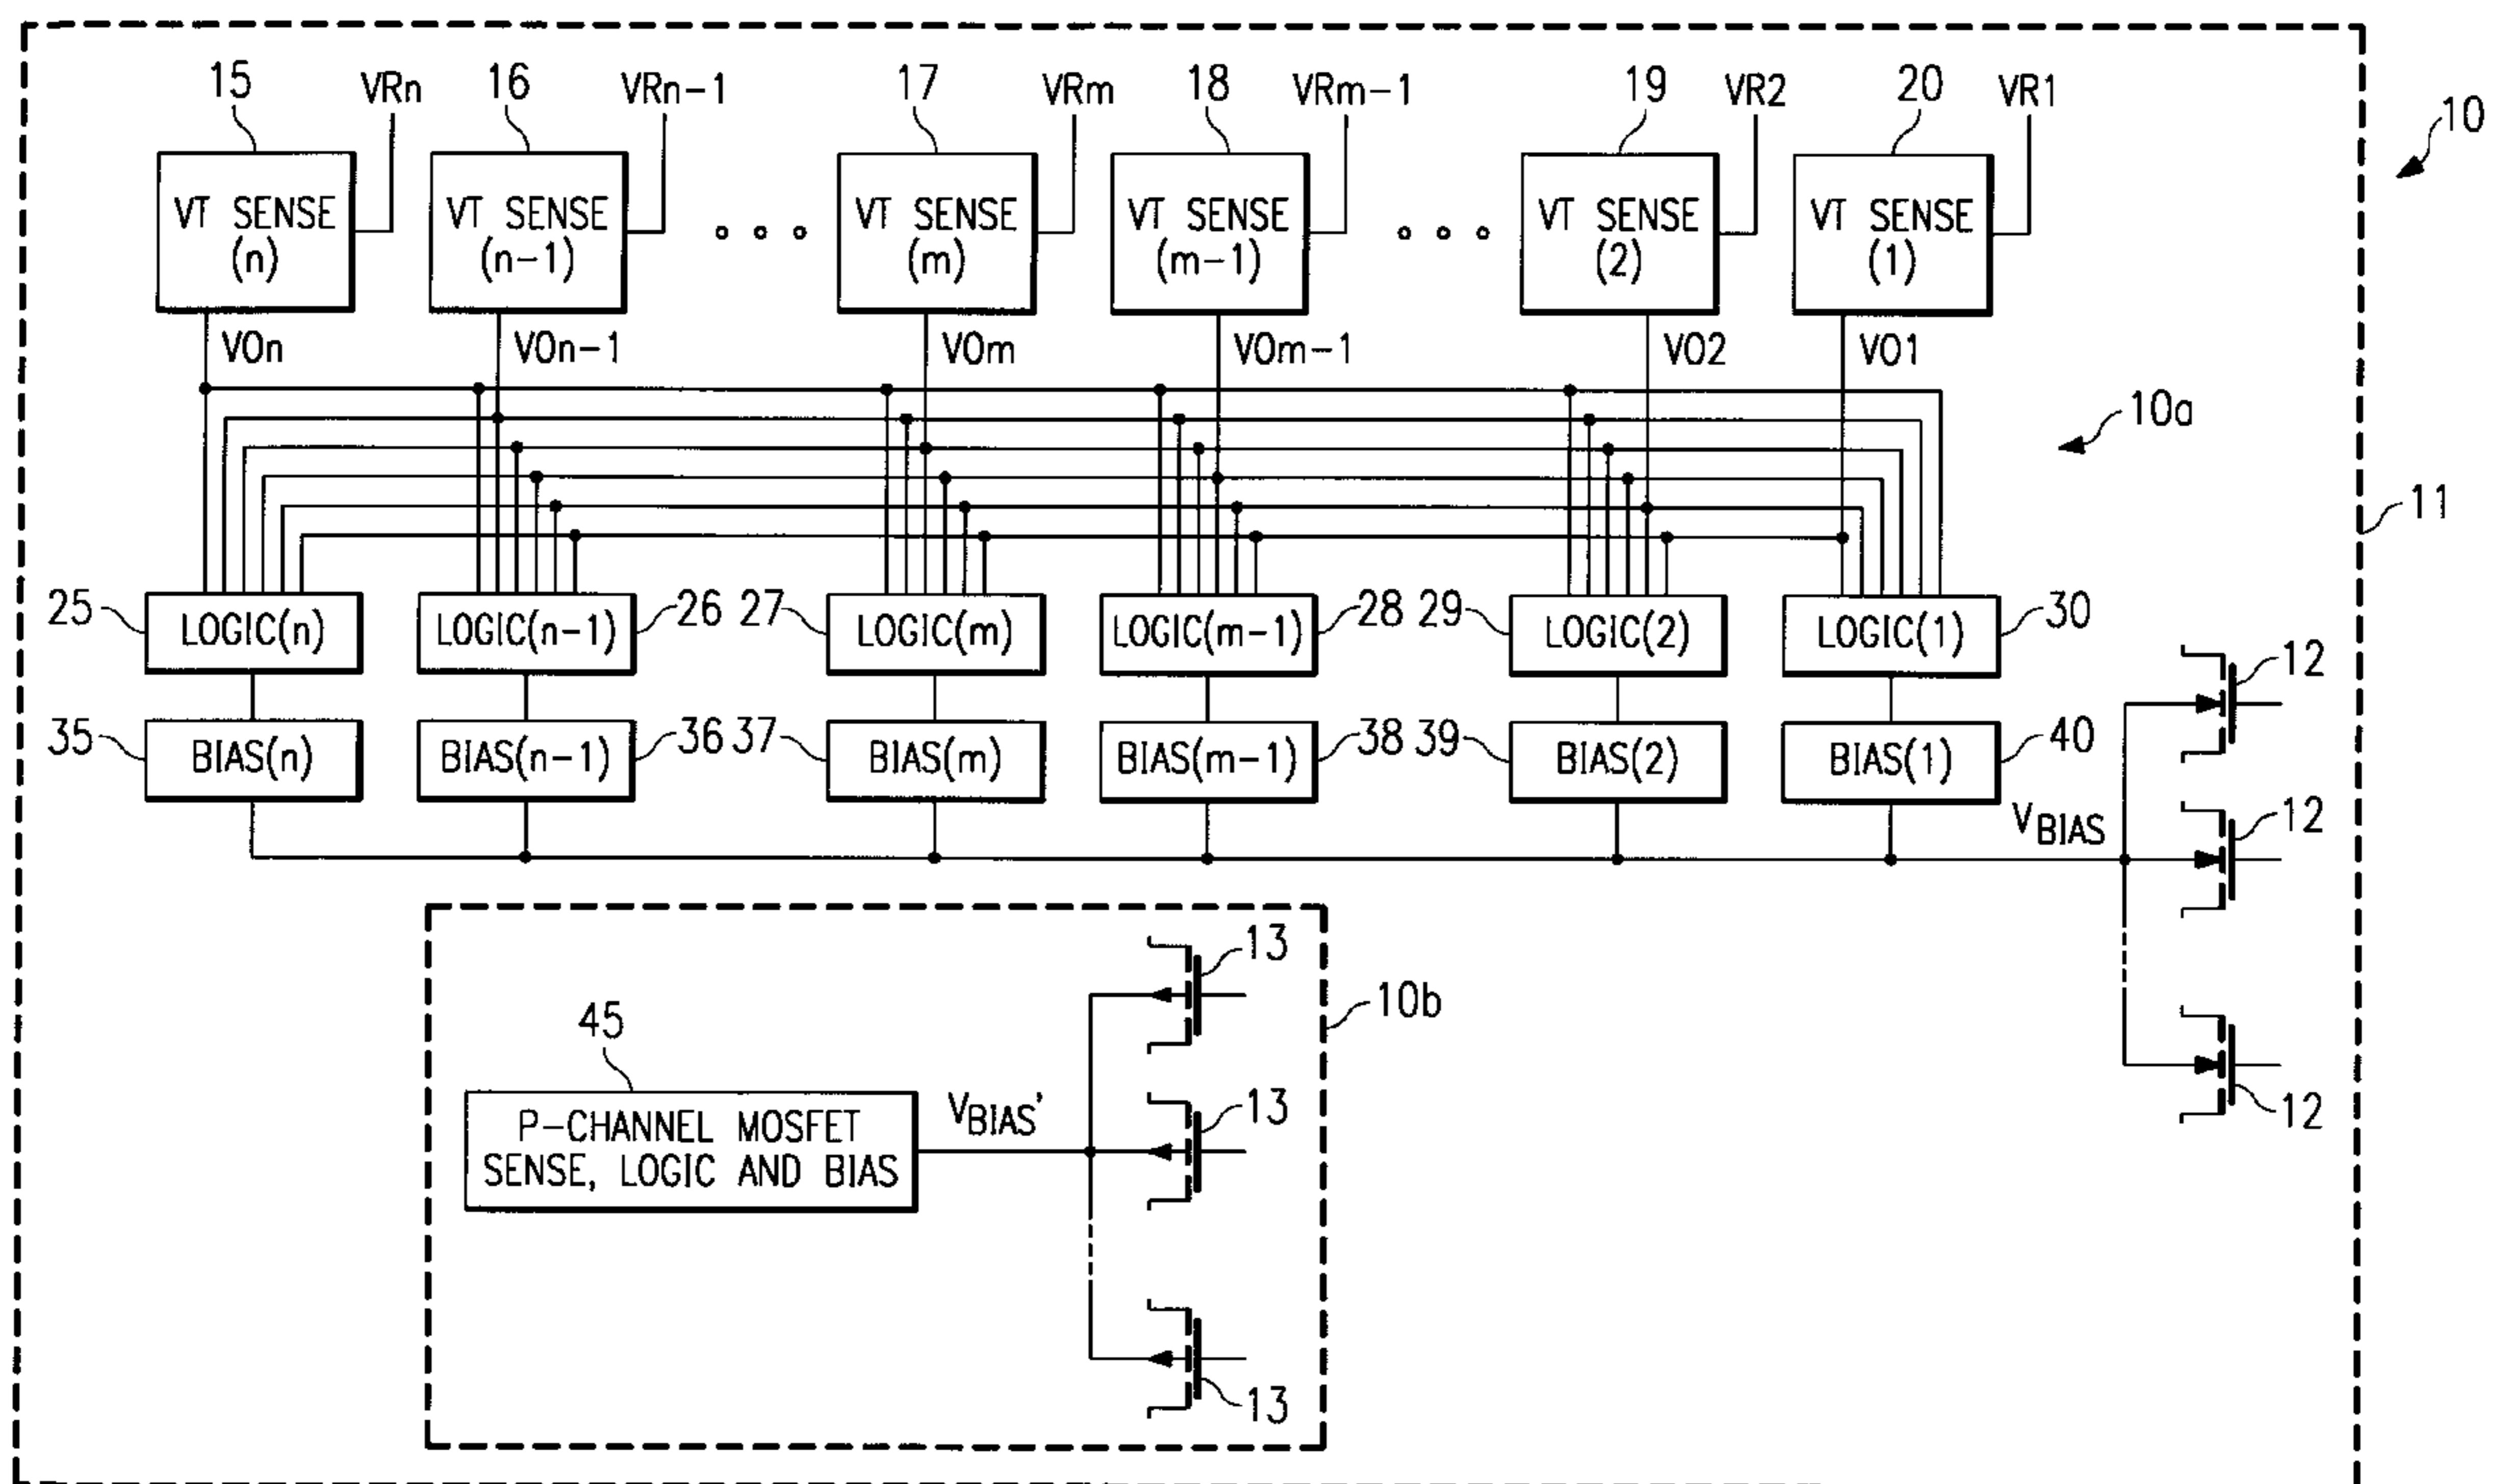 15 VRn 16 VRn-1 17 VRm 18 VRm-1 19 VR2 20 VR1
10
VT SENSE (n)
VT SENSE (n-1)
VT SENSE (m)
VT SENSE (m-1)
VT SENSE (2)
VT SENSE (1)
VOn VOn-1 VOm VOm-1 VO2 VO1
10a
11
25 LOGIC(n) LOGIC(n-1) 26 27 LOGIC(m) LOGIC(m-1) 28 29 LOGIC(2) LOGIC(1) 30
12
35 BIAS(n) BIAS(n-1) 36 37 BIAS(m) BIAS(m-1) 38 39 BIAS(2) BIAS(1) 40
VBIAS 12
13
10b
45
P-CHANNEL MOSFET
SENSE, LOGIC AND BIAS
VBIAS'
13
12
13